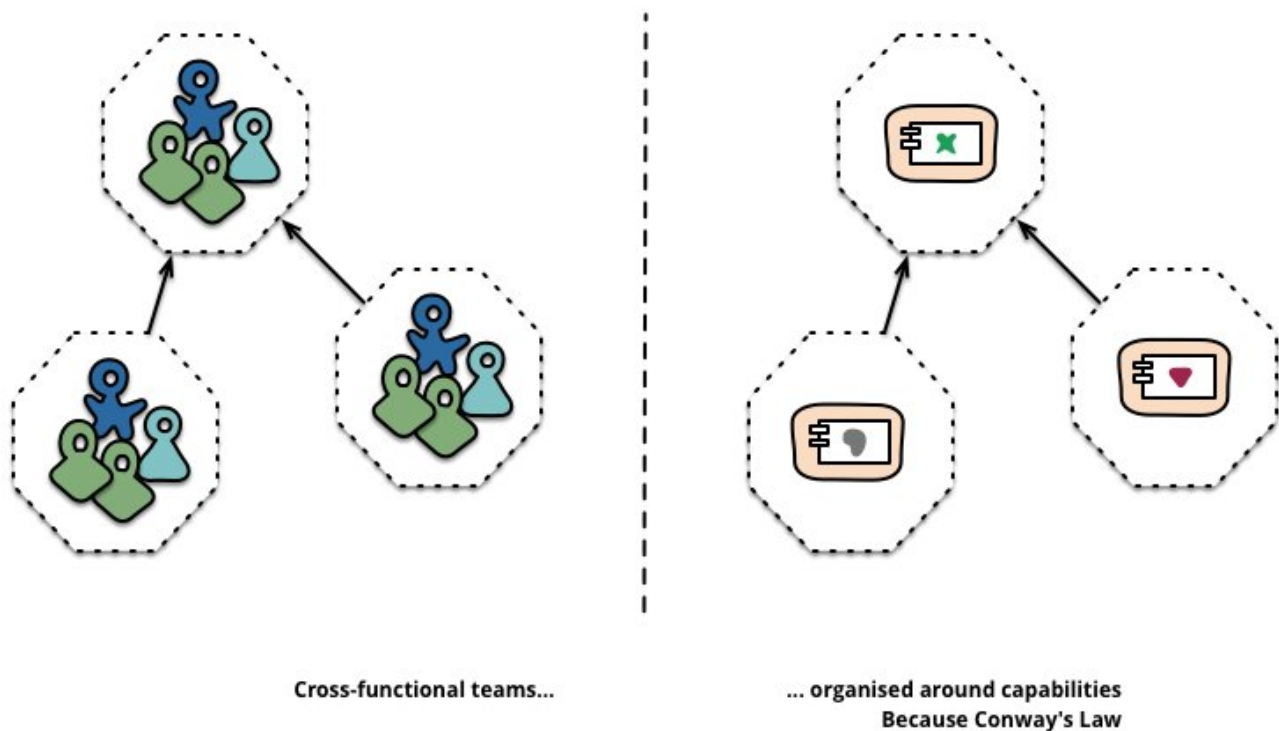 Cross-functional teams...
... organised around capabilities
Because Conway's Law